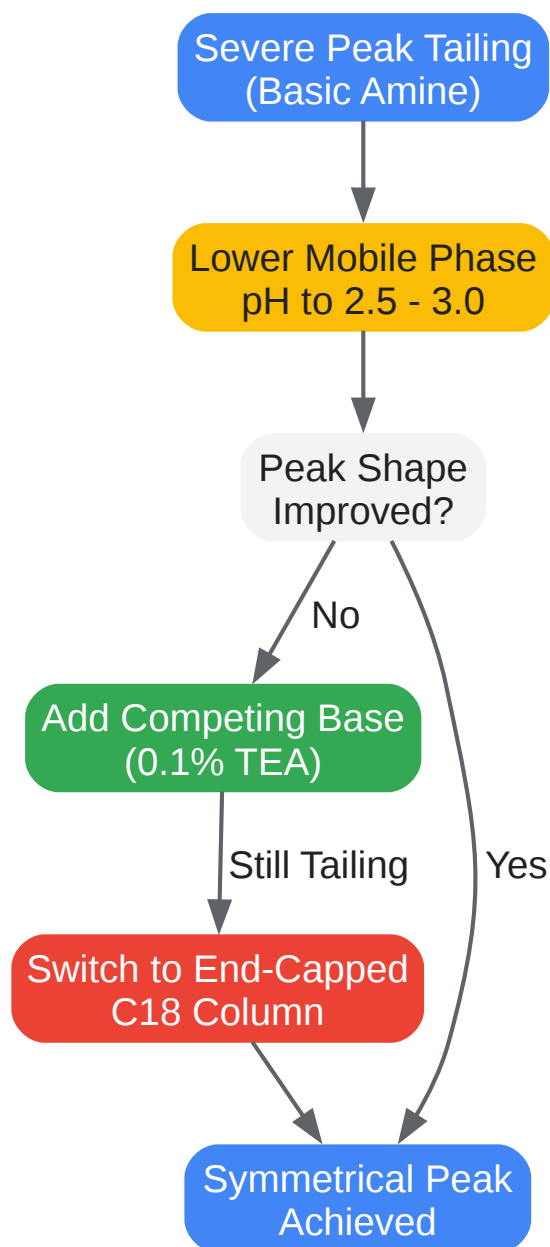 Severe Peak Tailing
(Basic Amine)
Lower Mobile Phase
pH to 2.5 - 3.0
Peak Shape
Improved?
No
Add Competing Base
(0.1% TEA)
Still Tailing
Yes
Switch to End-Capped
C18 Column
Symmetrical Peak
Achieved